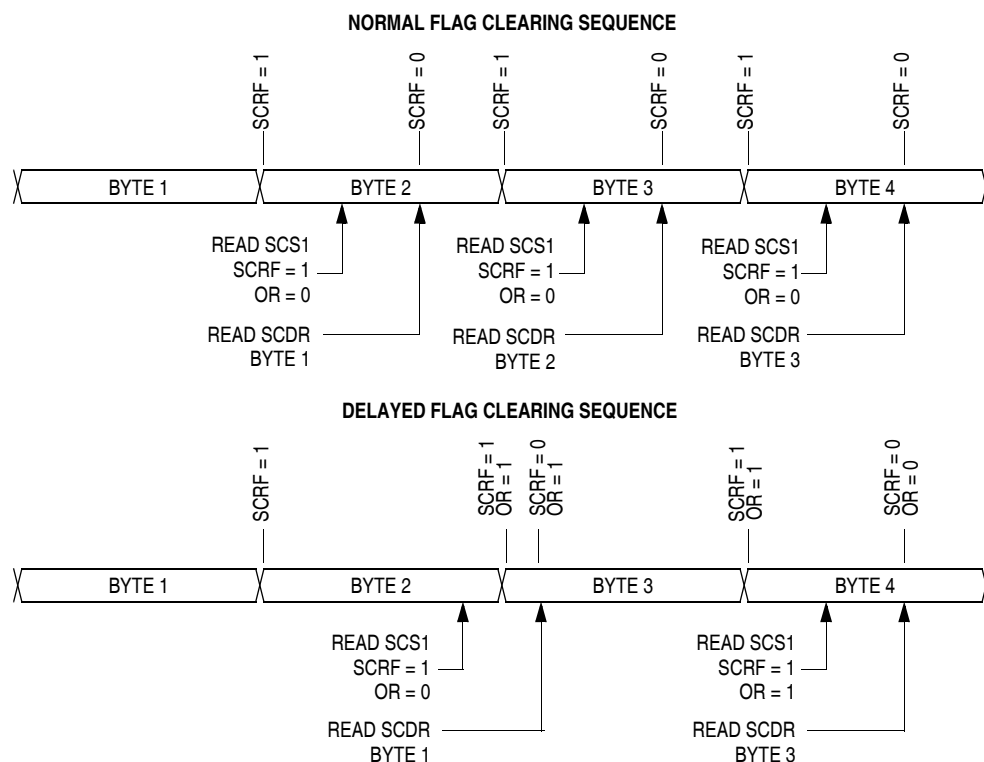 NORMAL FLAG CLEARING SEQUENCE
SCRF = 1
SCRF = 0
SCRF = 1
SCRF = 0
SCRF = 1
SCRF = 0
BYTE 1
BYTE 2
BYTE 3
BYTE 4
READ SCS1
SCRF = 1
OR = 0
READ SCDR
BYTE 1
READ SCS1
SCRF = 1
OR = 0
READ SCDR
BYTE 2
READ SCS1
SCRF = 1
OR = 0
READ SCDR
BYTE 3
DELAYED FLAG CLEARING SEQUENCE
SCRF = 1
SCRF = 1
OR = 1
SCRF = 0
OR = 1
SCRF = 1
OR = 1
SCRF = 0
OR = 0
BYTE 1
BYTE 2
BYTE 3
BYTE 4
READ SCS1
SCRF = 1
OR = 0
READ SCDR
BYTE 1
READ SCS1
SCRF = 1
OR = 1
READ SCDR
BYTE 3